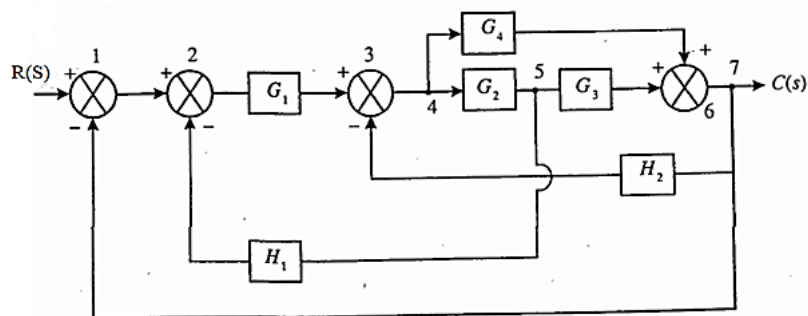 G₄
1
2
3
5
7
R(S)
+
+
G₁
+
4
G₂
G₃
+
+
6
C(s)
−
−
−
H₂
H₁